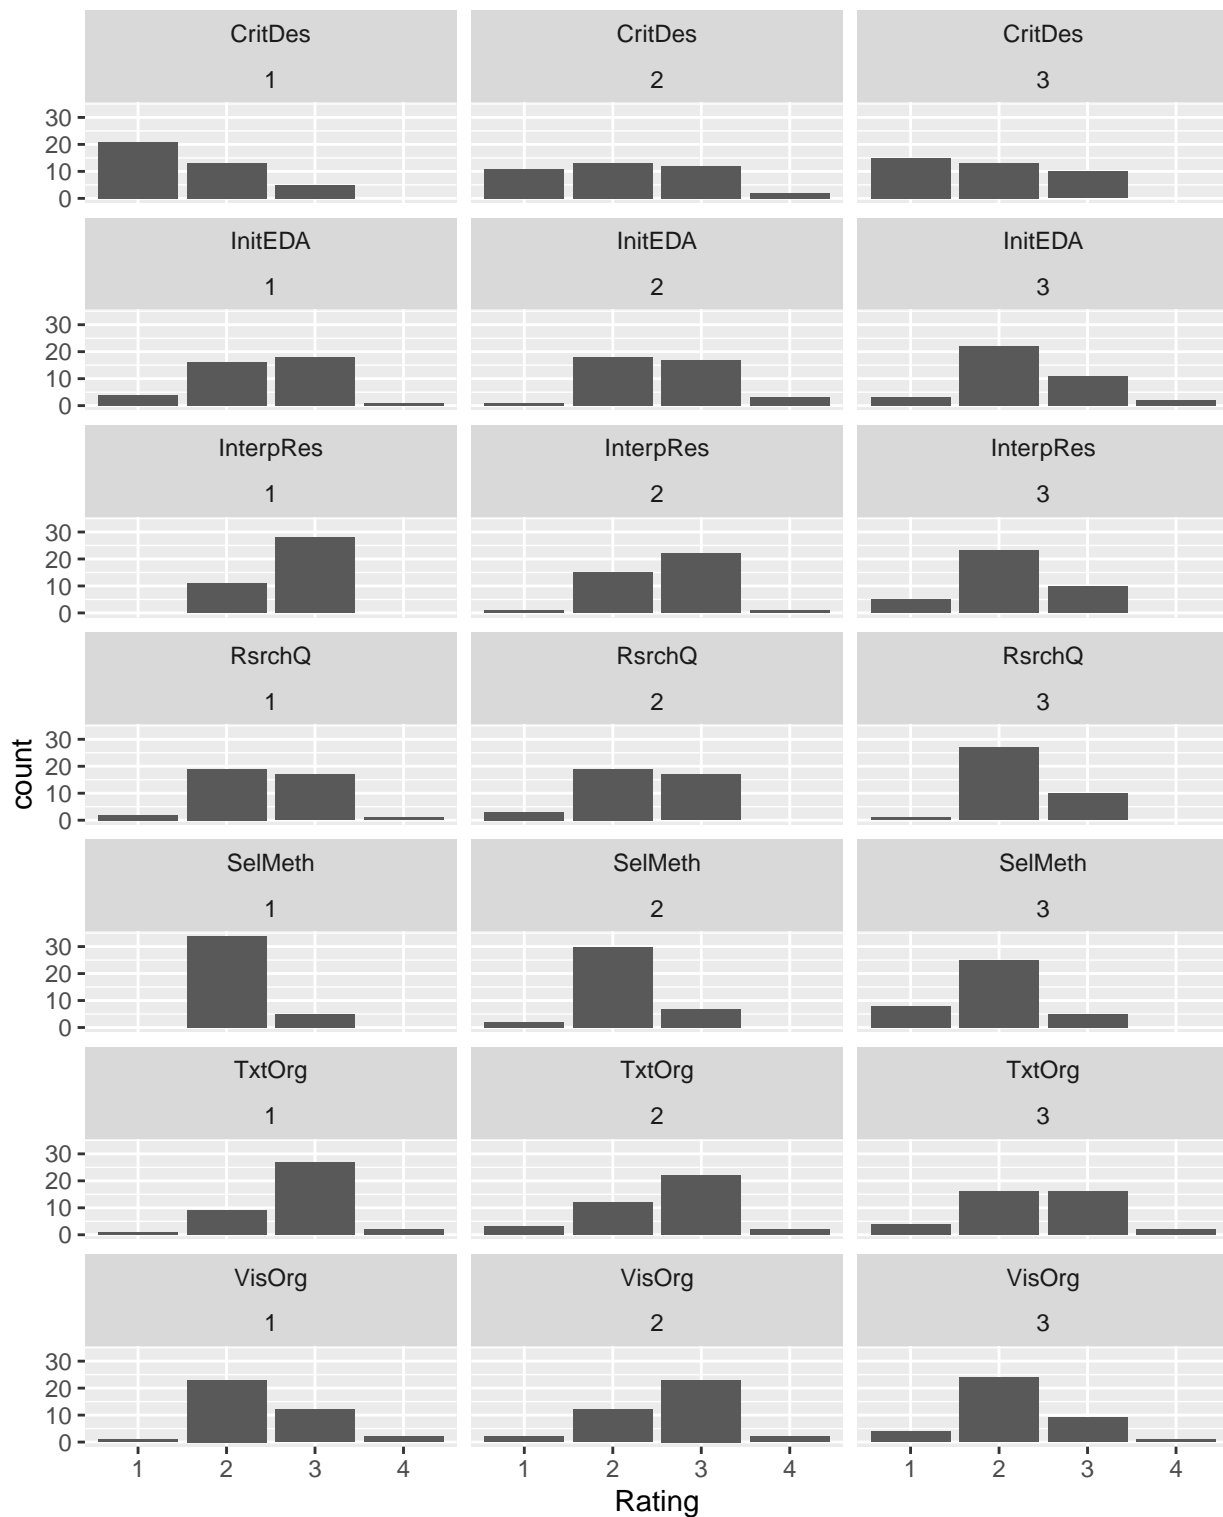 CritDes CritDes CritDes
1 2 3
30
20
10
0
InitEDA InitEDA InitEDA
1 2 3
30
20
10
0
InterpRes InterpRes InterpRes
1 2 3
30
20
10
0
RsrchQ RsrchQ RsrchQ
1 2 3
30
20
10
0
count
SelMeth SelMeth SelMeth
1 2 3
30
20
10
0
TxtOrg TxtOrg TxtOrg
1 2 3
30
20
10
0
VisOrg VisOrg VisOrg
1 2 3
30
20
10
0
1 2 3 4 1 2 3 4 1 2 3 4
Rating